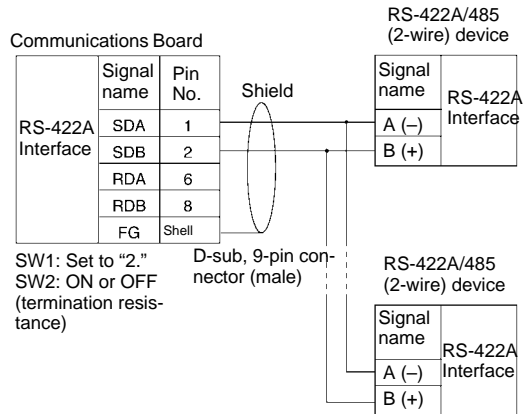 Communications Board
RS-422A
Interface
Signal
name
Pin
No.
SDA
1
SDB
2
RDA
6
RDB
8
FG
Shell
Shield
SW1: Set to “2.”
SW2: ON or OFF
(termination resis-
tance)
D-sub, 9-pin con-
nector (male)
RS-422A/485
(2-wire) device
Signal
name
RS-422A
Interface
A (–)
B (+)
RS-422A/485
(2-wire) device
Signal
name
RS-422A
Interface
A (–)
B (+)